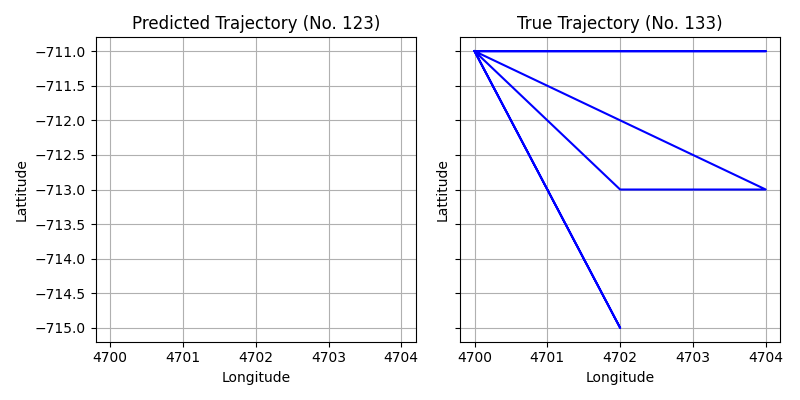 Predicted Trajectory (No. 123)
True Trajectory (No. 133)
−711.0
−711.5
−712.0
−712.5
−713.0
−713.5
−714.0
−714.5
−715.0
Lattitude
4700 4701 4702 4703 4704
Longitude
Lattitude
4700 4701 4702 4703 4704
Longitude